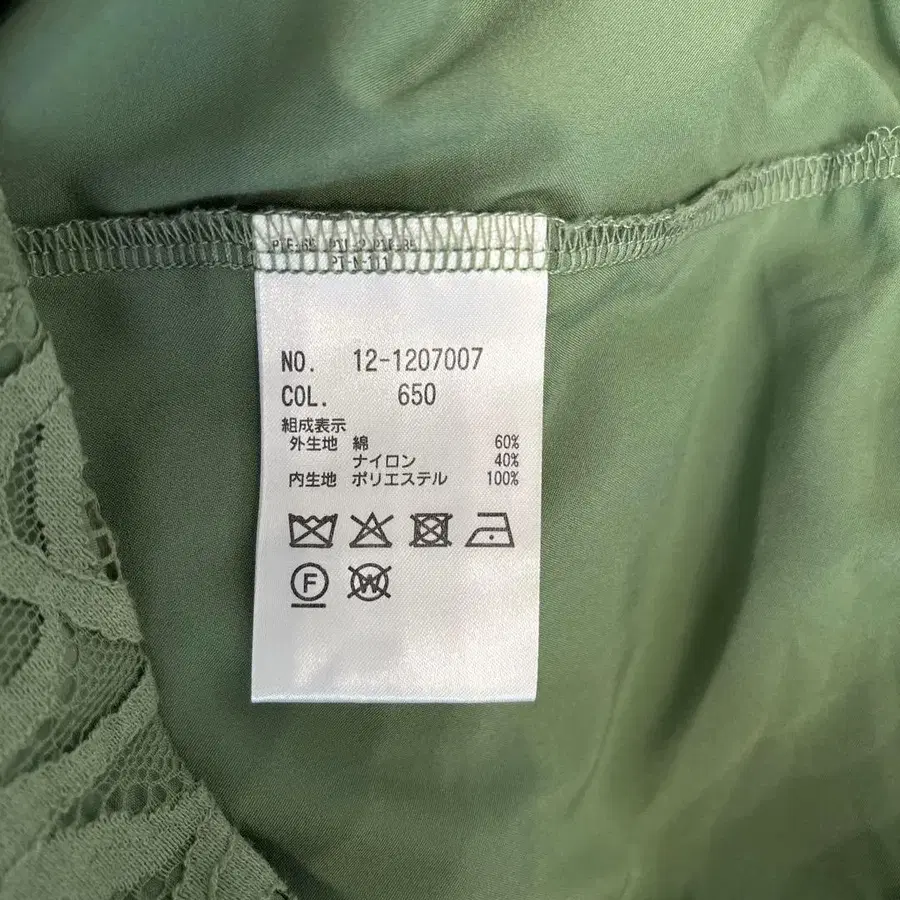 NO. 12-1207007
COL. 650
組成表示
外生地 綿 60%
ナイロン 40%
内生地 ポリエステル 100%
F W